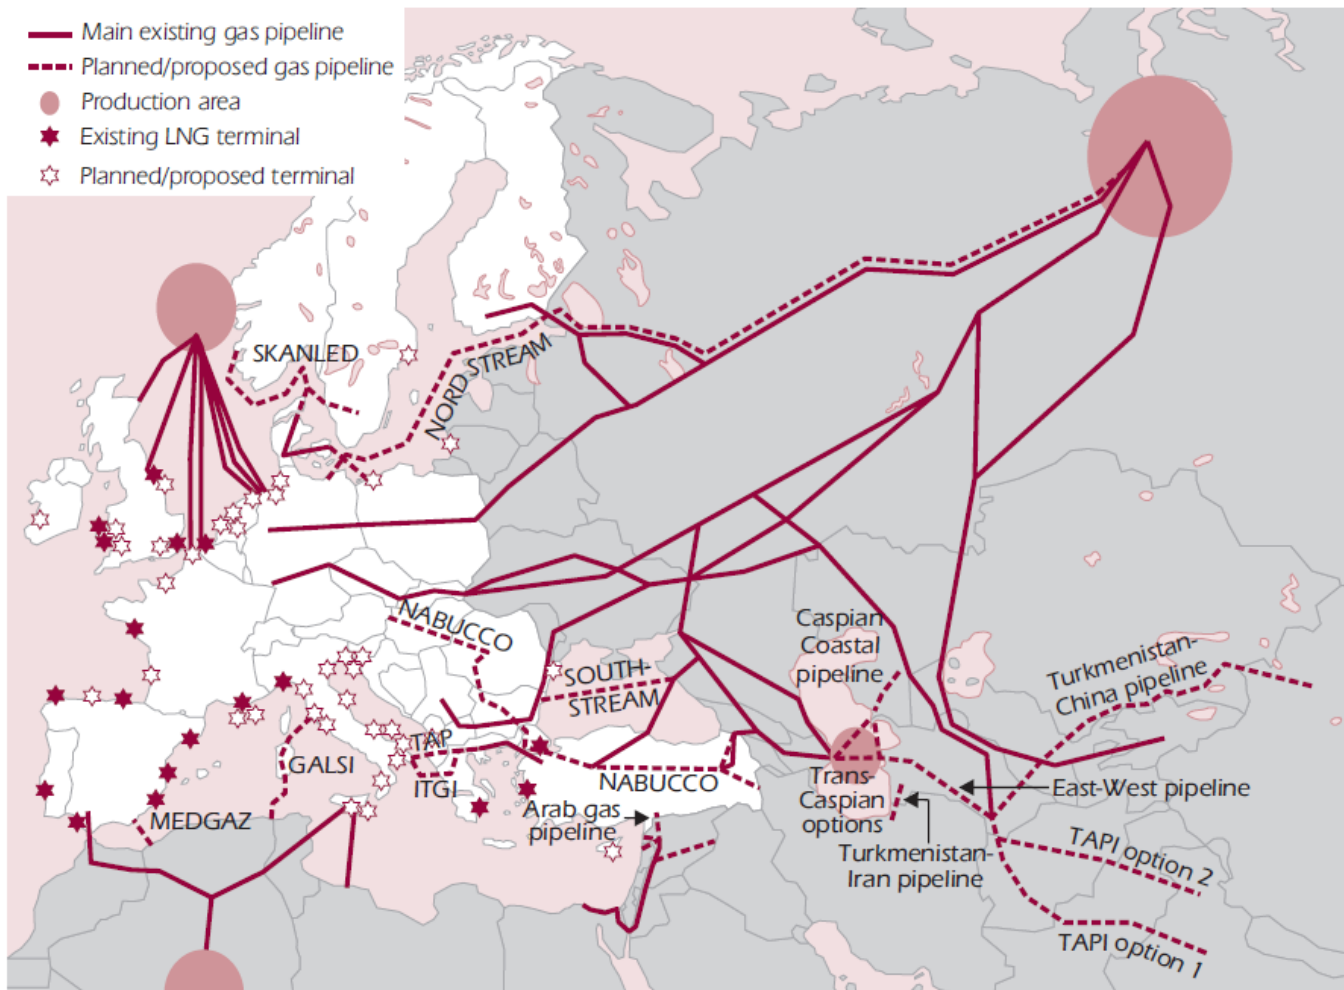 Main existing gas pipeline
Planned/proposed gas pipeline
Production area
Existing LNG terminal
Planned/proposed terminal
SKANLED
NORD STREAM
NABUCCO
SOUTH-
STREAM
Caspian
Coastal
pipeline
Turkmenistan-
China pipeline
TAP
ITGI
GALSI
MEDGAZ
NABUCCO
Arab gas
pipeline
Trans-
Caspian
options
East-West pipeline
Turkmenistan-
Iran pipeline
TAPI option 2
TAPI option 1